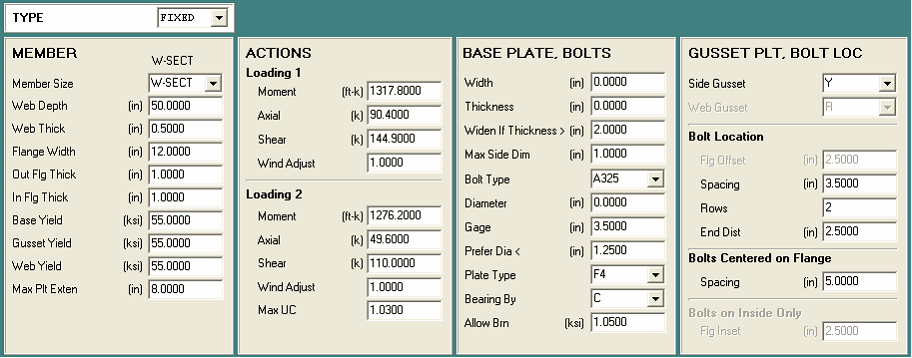 TYPE FIXED
MEMBER
W-SECT
Member Size W-SECT
Web Depth (in) 50.0000
Web Thick (in) 0.5000
Flange Width (in) 12.0000
Out Flg Thick (in) 1.0000
In Flg Thick (in) 1.0000
Base Yield (ksi) 55.0000
Gusset Yield (ksi) 55.0000
Web Yield (ksi) 55.0000
Max Plt Exten (in) 8.0000
ACTIONS
Loading 1
Moment (ft-k) 1317.8000
Axial (k) 90.4000
Shear (k) 144.9000
Wind Adjust 1.0000
Loading 2
Moment (ft-k) 1276.2000
Axial (k) 49.6000
Shear (k) 110.0000
Wind Adjust 1.0000
Max UC 1.0300
BASE PLATE, BOLTS
Width (in) 0.0000
Thickness (in) 0.0000
Widen If Thickness > (in) 2.0000
Max Side Dim (in) 1.0000
Bolt Type A325
Diameter (in) 0.0000
Gage (in) 3.5000
Prefer Dia < (in) 1.2500
Plate Type F4
Bearing By C
Allow Brn (ksi) 1.0500
GUSSET PLT, BOLT LOC
Side Gusset Y
Web Gusset R
Bolt Location
Flg Offset (in) 2.5000
Spacing (in) 3.5000
Rows 2
End Dist (in) 2.5000
Bolts Centered on Flange
Spacing (in) 5.0000
Bolts on Inside Only
Flg Inset (in) 2.5000